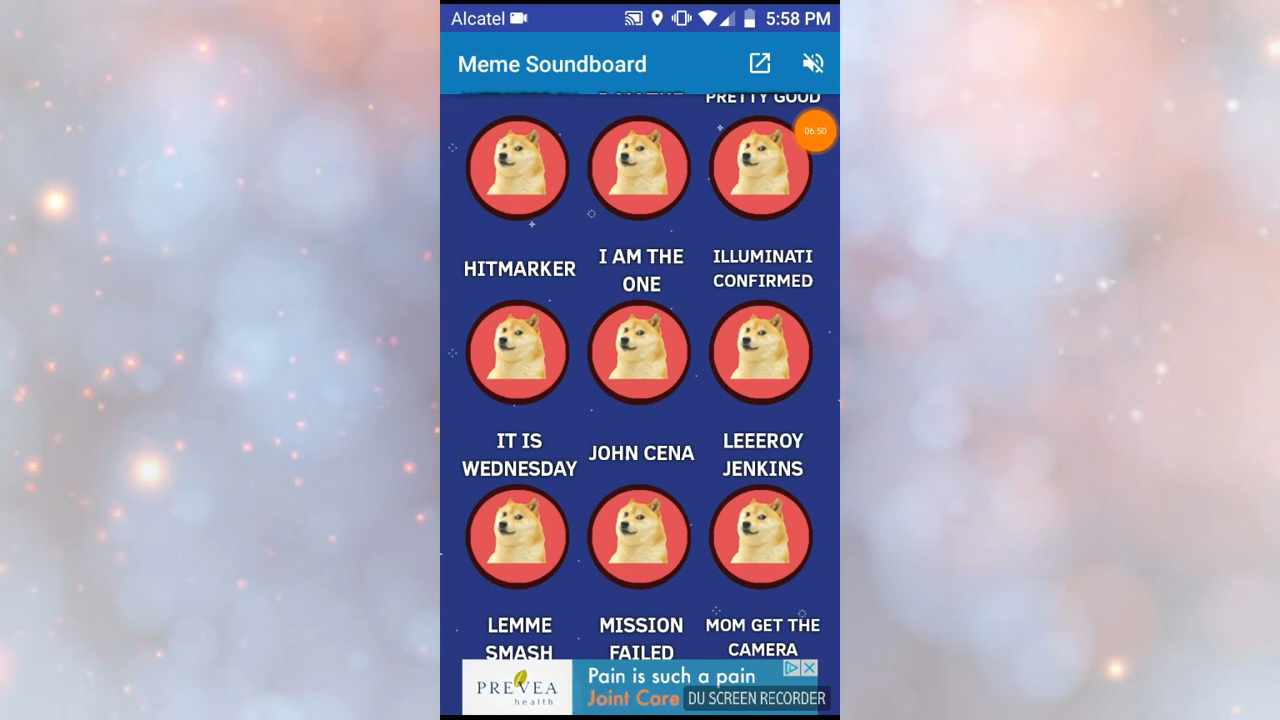 Alcatel
5:58 PM
Meme Soundboard
PRETTY GOOD
06:50
HITMARKER
I AM THE
ONE
ILLUMINATI
CONFIRMED
IT IS
WEDNESDAY
JOHN CENA
LEEEROY
JENKINS
LEMME
SMASH
MISSION
FAILED
MOM GET THE
CAMERA
PREVEA
health
Pain is such a pain
Joint Care
DU SCREEN RECORDER